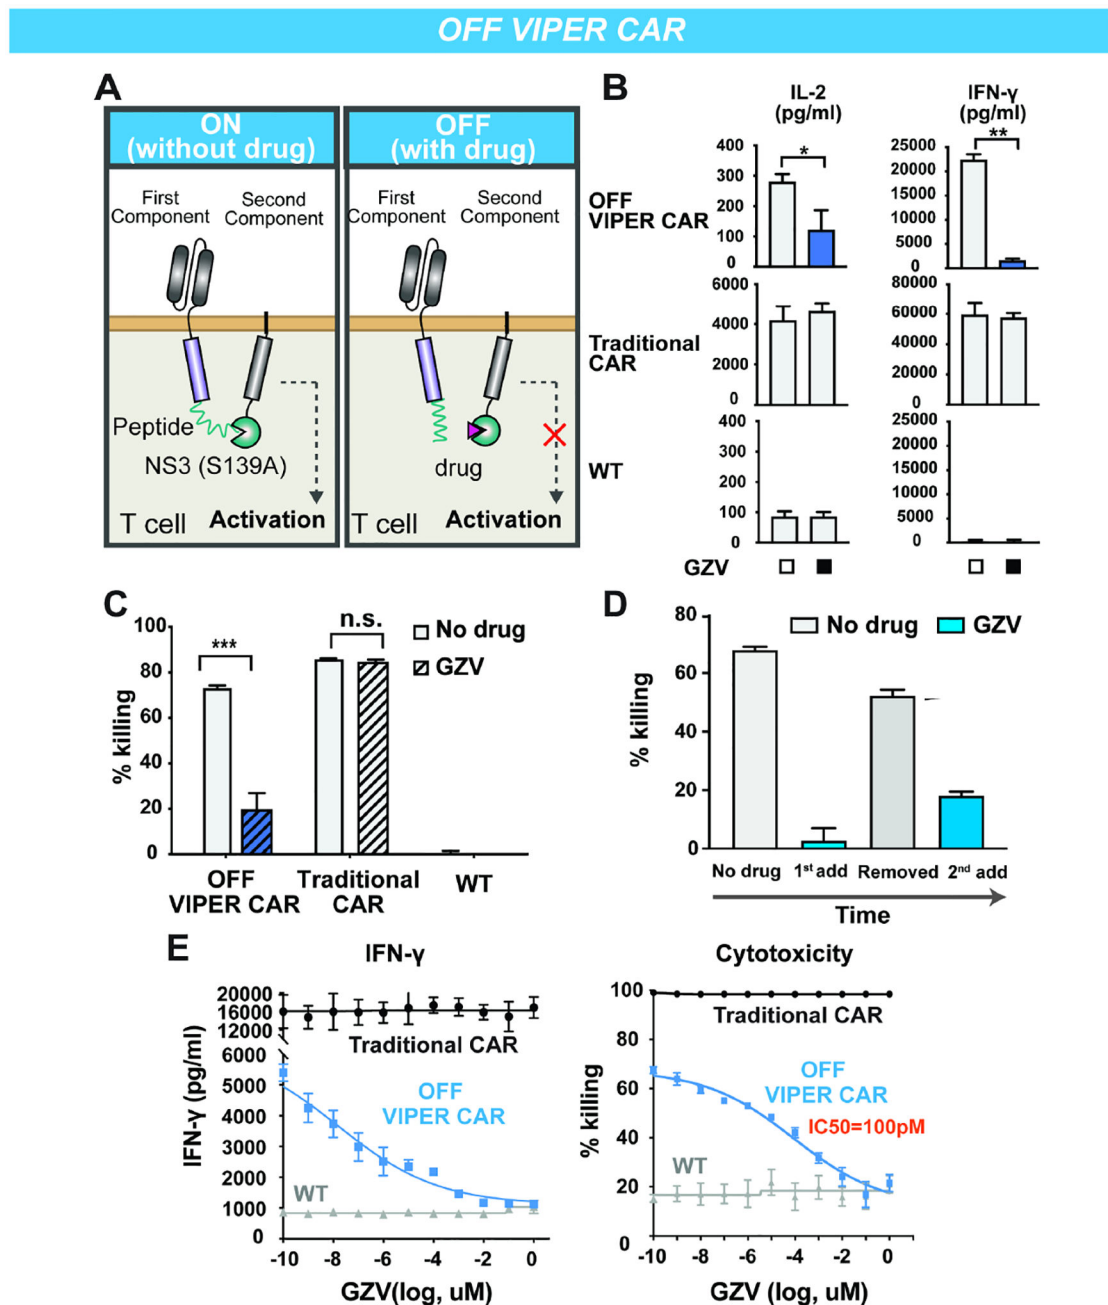 OFF VIPER CAR
A
ON
(without drug)
First
Component
Second
Component
Peptide
NS3 (S139A)
T cell
Activation
OFF
(with drug)
First
Component
Second
Component
drug
T cell
Activation
B
IL-2
(pg/ml)
IFN-γ
(pg/ml)
OFF
VIPER CAR
400
300
200
100
0
*
25000
20000
15000
10000
5000
0
**
Traditional
CAR
6000
4000
2000
0
80000
60000
40000
20000
0
WT
400
300
200
100
0
25000
20000
15000
10000
5000
0
GZV
C
% killing
100
80
60
40
20
0
***
n.s.
No drug
GZV
OFF
VIPER CAR
Traditional
CAR
WT
D
% killing
80
60
40
20
0
No drug
GZV
No drug
1st add
Removed
2nd add
Time
E
IFN-γ
IFN-γ (pg/ml)
20000
16000
12000
6000
5000
4000
3000
2000
1000
0
Traditional CAR
OFF
VIPER CAR
WT
-10
-8
-6
-4
-2
0
GZV(log, uM)
Cytotoxicity
% killing
100
80
60
40
20
0
Traditional CAR
OFF
VIPER CAR
IC50=100pM
WT
-10
-8
-6
-4
-2
0
GZV (log, uM)